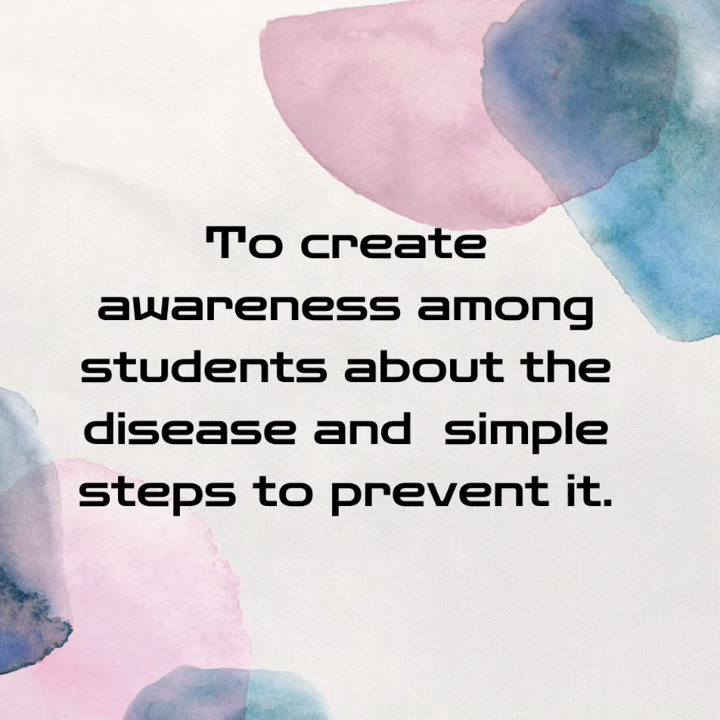 To create
awareness among
students about the
disease and  simple
steps to prevent it.